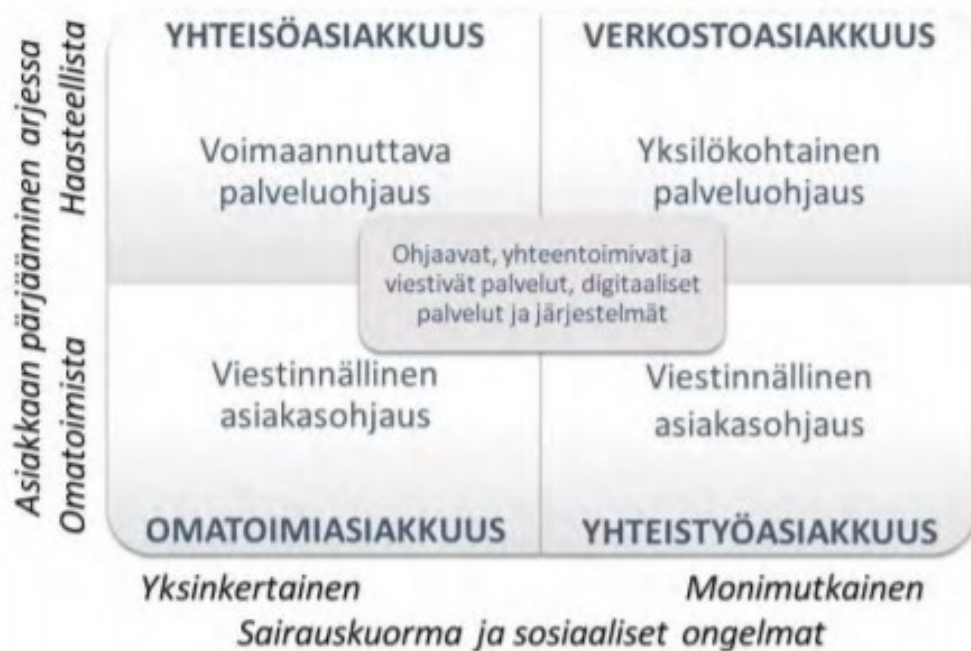 Asiakkaan pärjääminen arjessa
Haasteellista
Omatoimista
YHTEISÖASIAKKUUS
VERKOSTOASIAKKUUS
Voimaannuttava
palveluohjaus
Yksilökohtainen
palveluohjaus
Ohjaavat, yhteentoimivat ja
viestivät palvelut, digitaaliset
palvelut ja järjestelmät
Viestinnällinen
asiakasohjaus
Viestinnällinen
asiakasohjaus
OMATOIMIASIAKKUUS
YHTEISTYÖASIAKKUUS
Yksinkertainen
Monimutkainen
Sairauskuorma ja sosiaaliset ongelmat